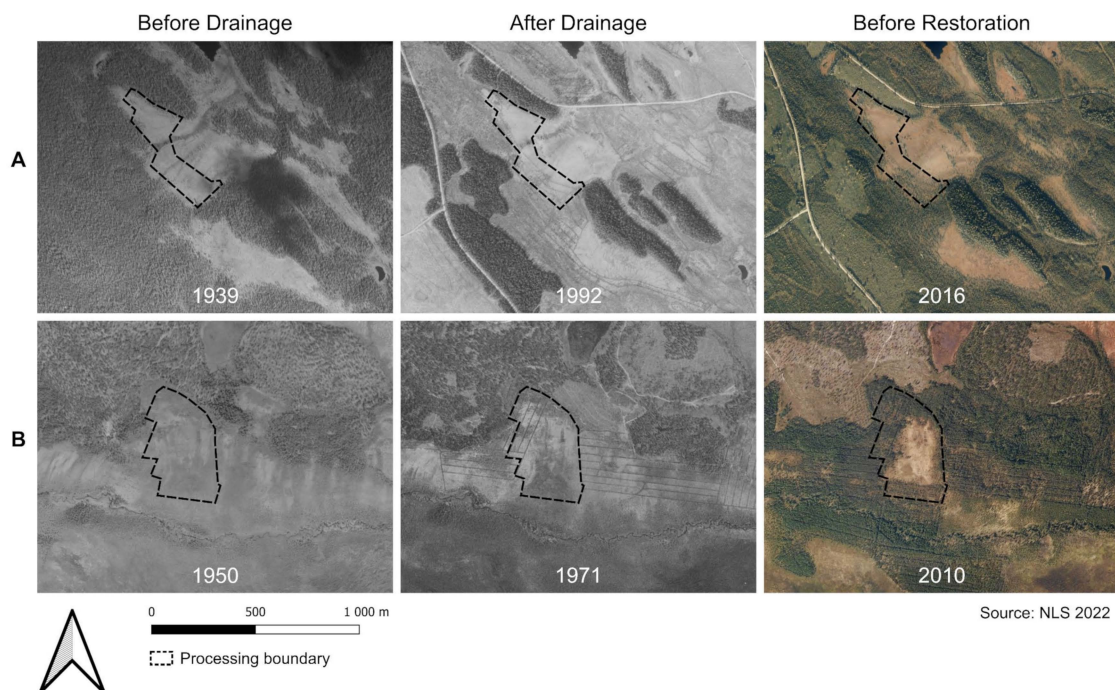 Before Drainage
After Drainage
Before Restoration
A
1939
1992
2016
B
1950
1971
2010
0 500 1 000 m
Processing boundary
Source: NLS 2022